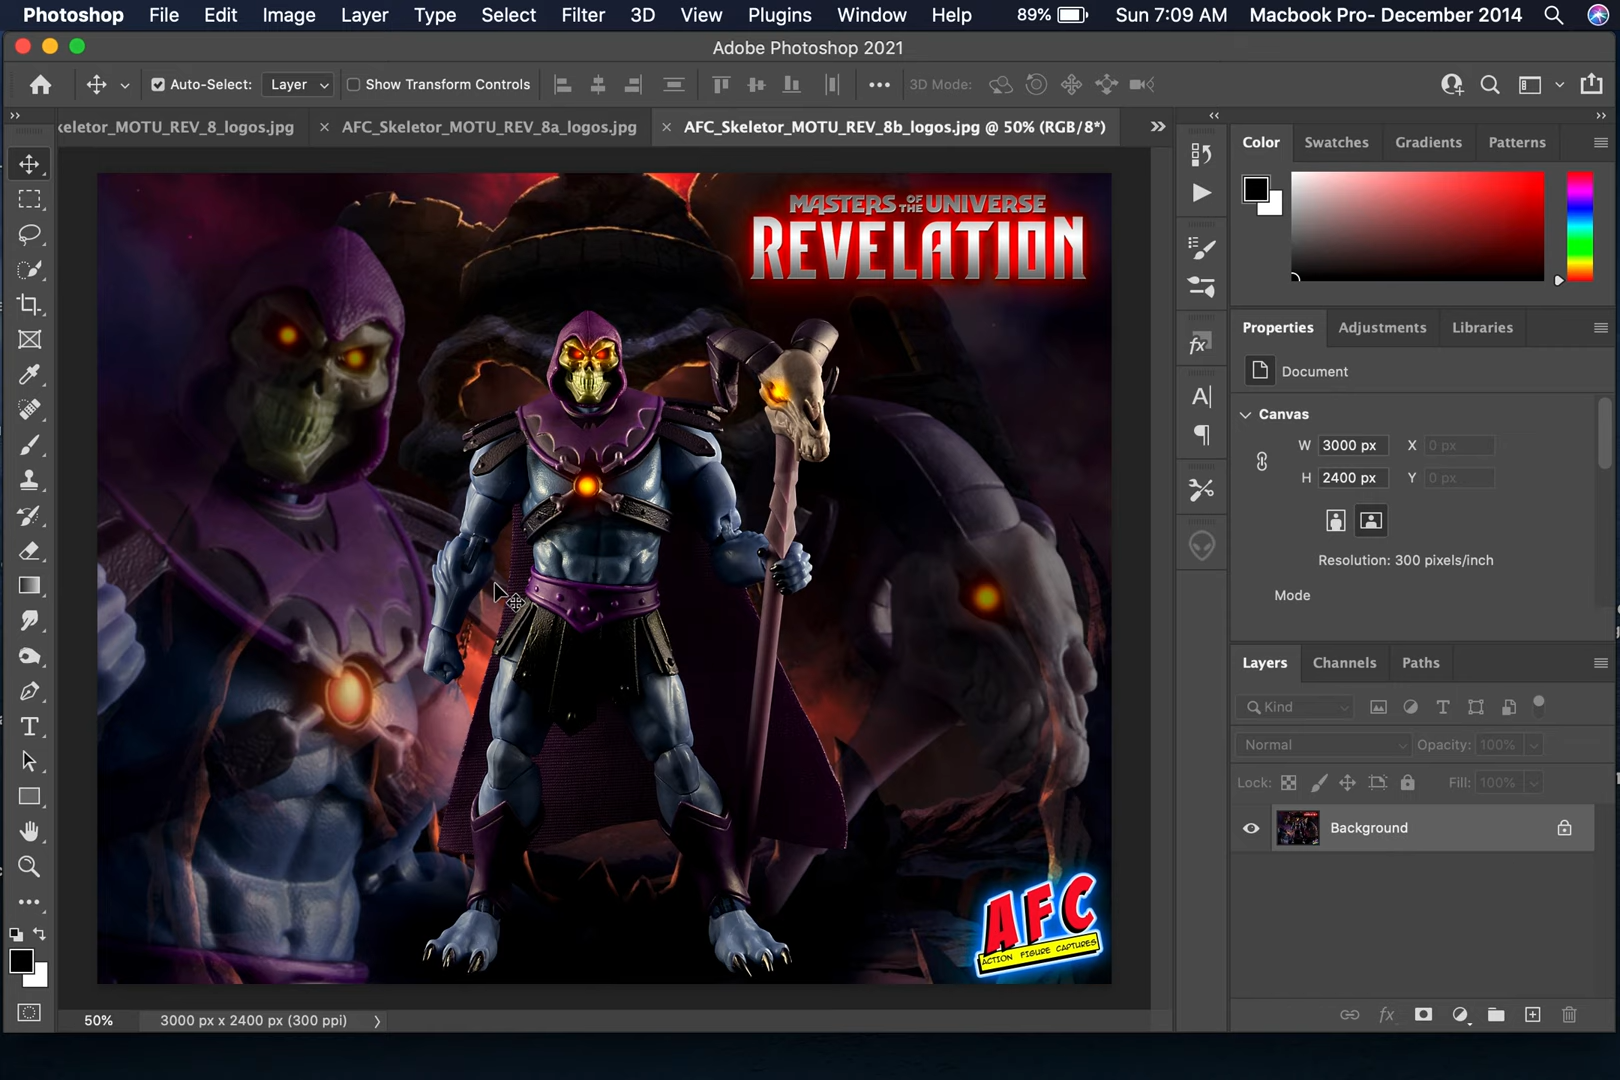 Photoshop File Edit Image Layer Type Select Filter 3D View Plugins Window Help 89% Sun 7:09 AM Macbook Pro- December 2014
Adobe Photoshop 2021
Auto-Select: Layer Show Transform Controls 3D Mode:
keletor_MOTU_REV_8_logos.jpg × AFC_Skeletor_MOTU_REV_8a_logos.jpg × AFC_Skeletor_MOTU_REV_8b_logos.jpg @ 50% (RGB/8*)
Color Swatches Gradients Patterns
MASTERS OF THE UNIVERSE
REVELATION
Properties Adjustments Libraries
Document
Canvas
W 3000 px X 0 px
H 2400 px Y 0 px
Resolution: 300 pixels/inch
Mode
Layers Channels Paths
Kind
Normal Opacity: 100%
Lock: Fill: 100%
Background
AFC
ACTION FIGURE CAPTURES
50% 3000 px x 2400 px (300 ppi)